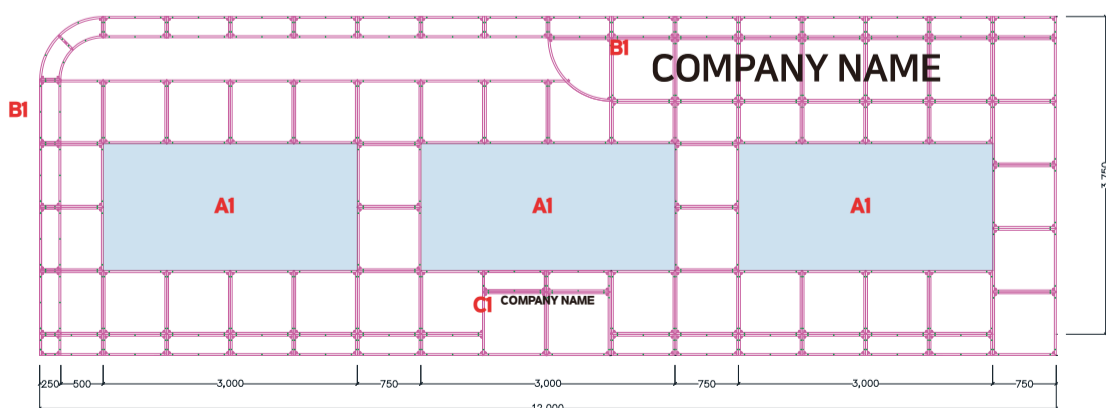 B1
COMPANY NAME
B1
3,750
A1
A1
A1
C1
COMPANY NAME
250
500
3,000
750
3,000
750
3,000
750
12,000